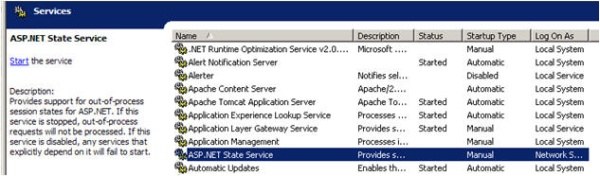 Services
ASP.NET State Service
Start the service
Description:
Provides support for out-of-process
session states for ASP.NET. If this
service is stopped, out-of-process
requests will not be processed. If this
service is disabled, any services that
explicitly depend on it will fail to start.
Name Description Status Startup Type Log On As
.NET Runtime Optimization Service v2.0.... Microsoft ... Manual Local System
Alert Notification Server Started Automatic Local System
Alerter Notifies sel... Disabled Local Service
Apache Content Server Apache/2.... Automatic Local System
Apache Tomcat Application Server Apache To... Started Automatic Local System
Application Experience Lookup Service Processes ... Started Automatic Local System
Application Layer Gateway Service Provides s... Started Manual Local Service
Application Management Processes i... Manual Local System
ASP.NET State Service Provides s... Manual Network S...
Automatic Updates Enables th... Started Automatic Local System